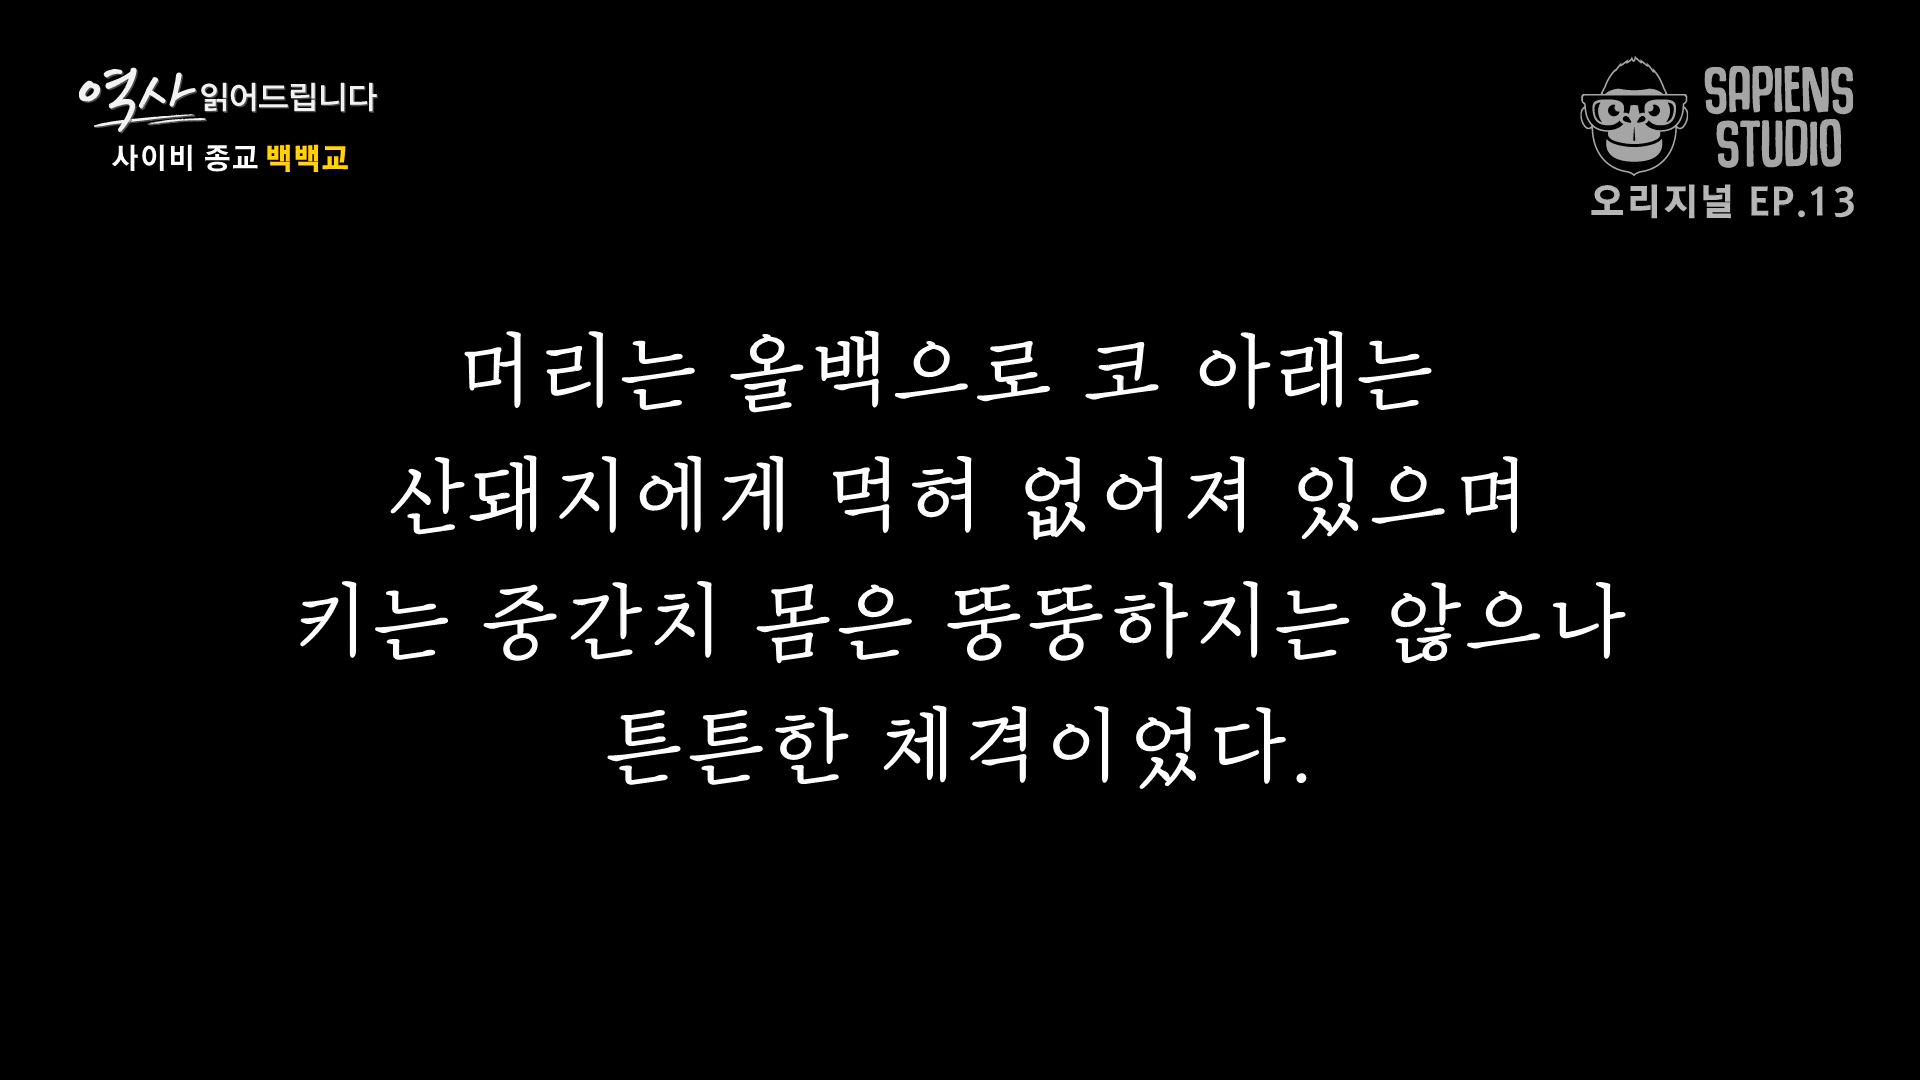 역사읽어드립니다
사이비 종교 백백교
SAPIENS
STUDIO
오리지널 EP.13
머리는 올백으로 코 아래는
산돼지에게 먹혀 없어져 있으며
키는 중간치 몸은 뚱뚱하지는 않으나
튼튼한 체격이었다.